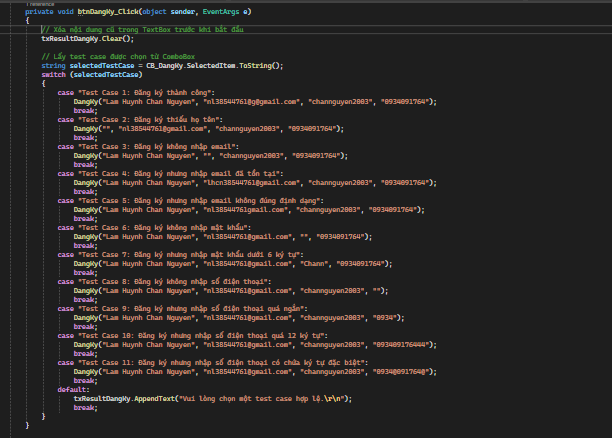 1 reference
private void btnDangKy_Click(object sender, EventArgs e)
{
// Xóa nội dung cũ trong TextBox trước khi bắt đầu
txResultDangKy.Clear();
// Lấy test case được chọn từ ComboBox
string selectedTestCase = CB_DangKy.SelectedItem.ToString();
switch (selectedTestCase)
{
case "Test Case 1: Đăng ký thành công":
DangKy("Lam Huynh Chan Nguyen", "nl38544761@g@gmail.com", "channguyen2003", "0934091764");
break;
case "Test Case 2: Đăng ký thiếu họ tên":
DangKy("", "nl38544761@gmail.com", "channguyen2003", "0934091764");
break;
case "Test Case 3: Đăng ký không nhập email":
DangKy("Lam Huynh Chan Nguyen", "", "channguyen2003", "0934091764");
break;
case "Test Case 4: Đăng ký nhưng nhập email đã tồn tại":
DangKy("Lam Huynh Chan Nguyen", "lhcn38544761@gmail.com", "channguyen2003", "0934091764");
break;
case "Test Case 5: Đăng ký nhưng nhập email không đúng định dạng":
DangKy("Lam Huynh Chan Nguyen", "nl38544761gmail.com", "channguyen2003", "0934091764");
break;
case "Test Case 6: Đăng ký không nhập mật khẩu":
DangKy("Lam Huynh Chan Nguyen", "nl38544761@gmail.com", "", "0934091764");
break;
case "Test Case 7: Đăng ký nhưng nhập mật khẩu dưới 6 ký tự":
DangKy("Lam Huynh Chan Nguyen", "nl38544761@gmail.com", "Chann", "0934091764");
break;
case "Test Case 8: Đăng ký không nhập số điện thoại":
DangKy("Lam Huynh Chan Nguyen", "nl38544761@gmail.com", "channguyen2003", "");
break;
case "Test Case 9: Đăng ký nhưng nhập số điện thoại quá ngắn":
DangKy("Lam Huynh Chan Nguyen", "nl38544761@gmail.com", "channguyen2003", "0934");
break;
case "Test Case 10: Đăng ký nhưng nhập số điện thoại quá 12 ký tự":
DangKy("Lam Huynh Chan Nguyen", "nl38544761@gmail.com", "channguyen2003", "093409176444");
break;
case "Test Case 11: Đăng ký nhưng nhập số điện thoại có chứa ký tự đặc biệt":
DangKy("Lam Huynh Chan Nguyen", "nl38544761@gmail.com", "channguyen2003", "0934@091764@");
break;
default:
txResultDangKy.AppendText("Vui lòng chọn một test case hợp lệ.\r\n");
break;
}
}